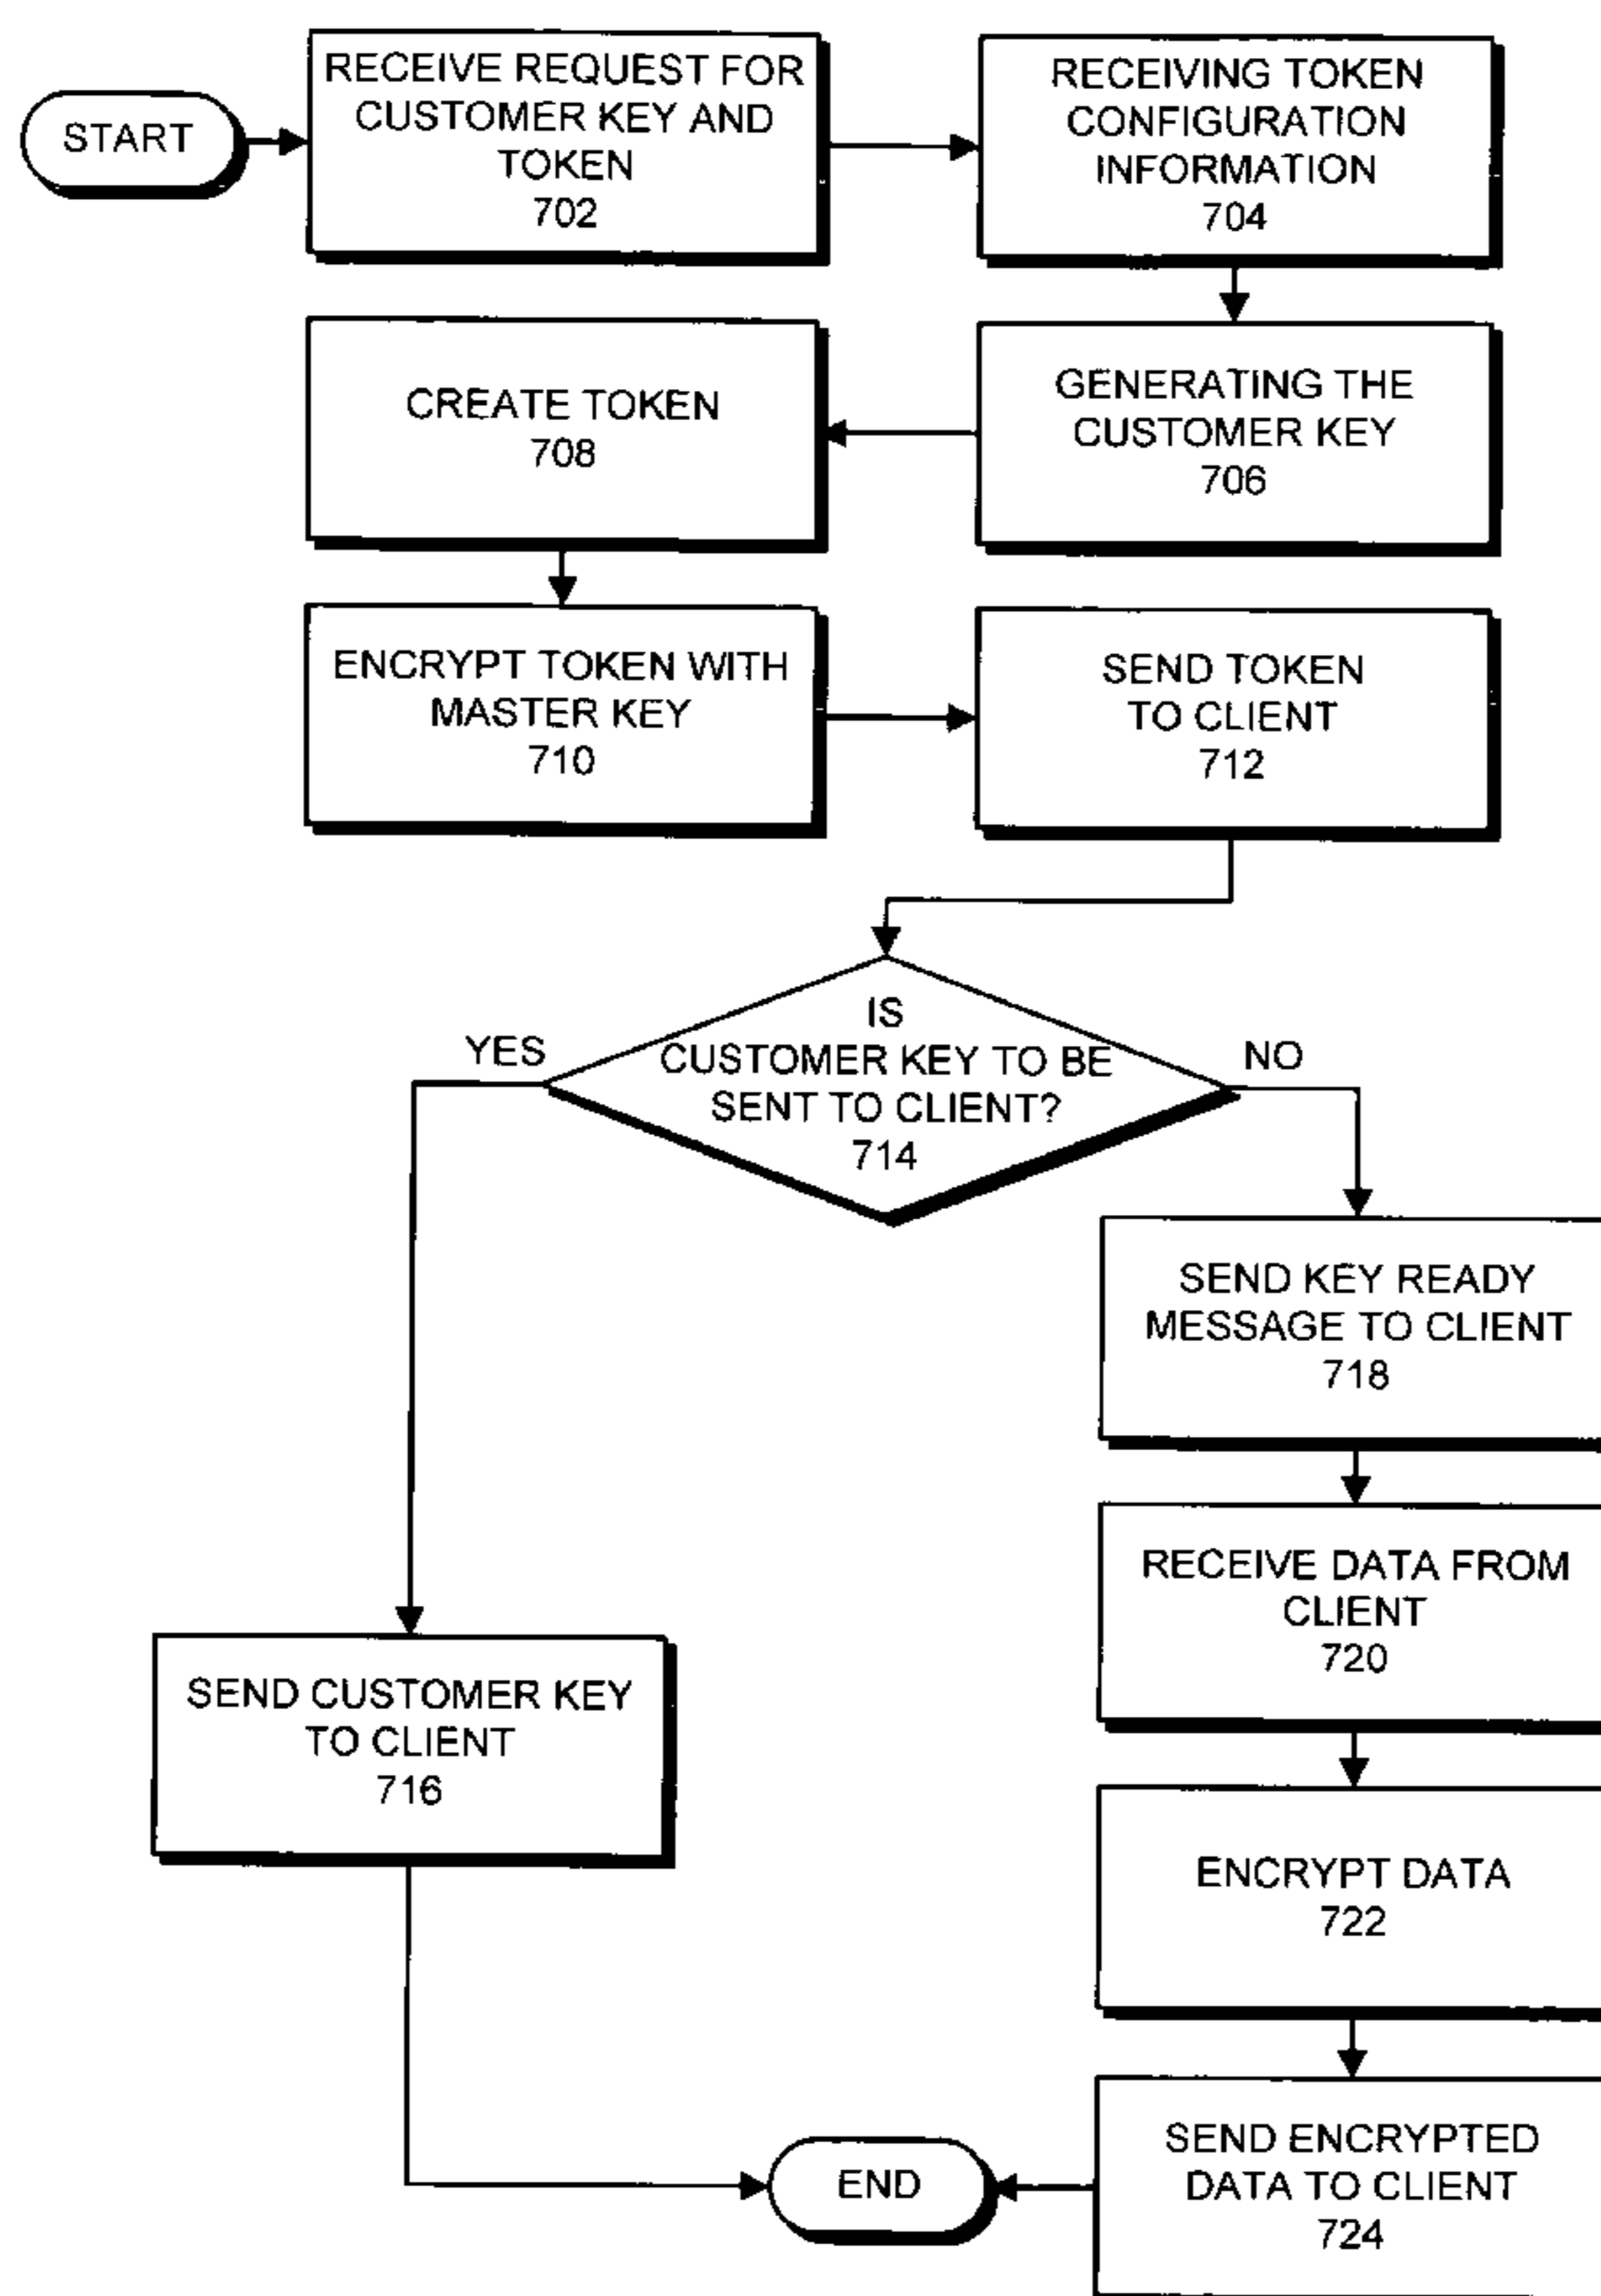 START
RECEIVE REQUEST FOR
CUSTOMER KEY AND
TOKEN
702
RECEIVING TOKEN
CONFIGURATION
INFORMATION
704
GENERATING THE
CUSTOMER KEY
706
CREATE TOKEN
708
ENCRYPT TOKEN WITH
MASTER KEY
710
SEND TOKEN
TO CLIENT
712
IS
CUSTOMER KEY TO BE
SENT TO CLIENT?
714
YES
NO
SEND CUSTOMER KEY
TO CLIENT
716
SEND KEY READY
MESSAGE TO CLIENT
718
RECEIVE DATA FROM
CLIENT
720
ENCRYPT DATA
722
SEND ENCRYPTED
DATA TO CLIENT
724
END